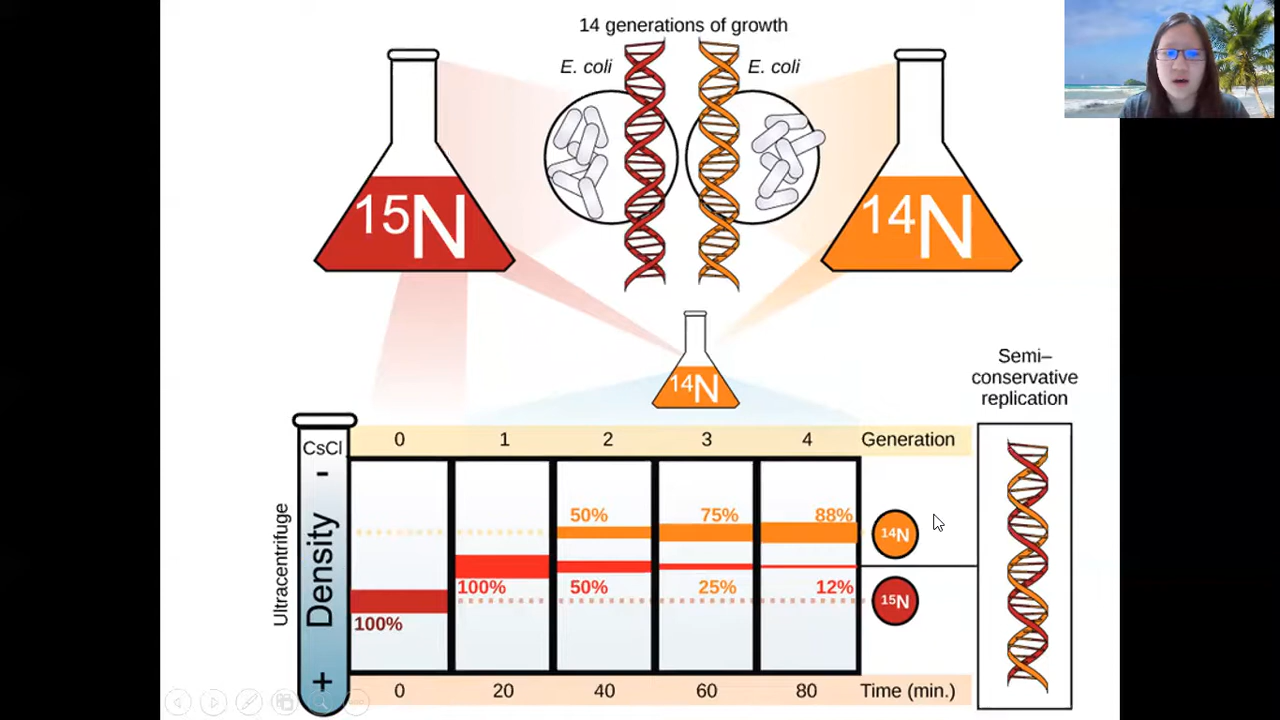 14 generations of growth
E. coli
E. coli
15N
14N
14N
Semi–
conservative
replication
CsCl
0 1 2 3 4 Generation
-
Ultracentrifuge
Density
50% 75% 88%
14N
100% 50% 25% 12%
15N
100%
+
0 20 40 60 80 Time (min.)